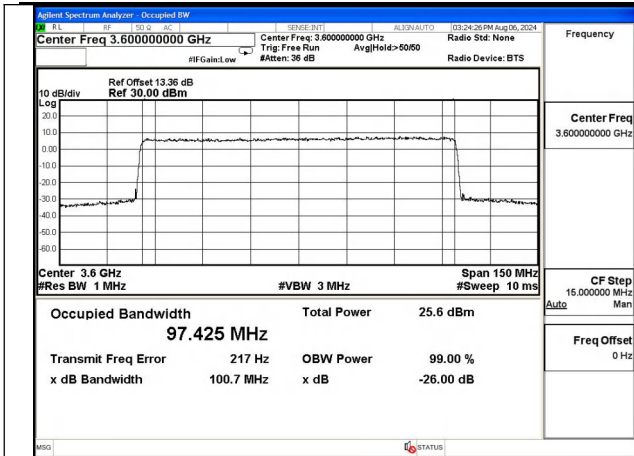 Agilent Spectrum Analyzer - Occupied BW
RL RF 50 Ω AC SENSE:INT ALIGN AUTO 03:24:26 PM Aug 06, 2024
Center Freq 3.600000000 GHz Center Freq: 3.600000000 GHz Radio Std: None
Trig: Free Run Avg|Hold:>50/50
#IFGain:Low #Atten: 36 dB Radio Device: BTS
Frequency
Ref Offset 13.36 dB
10 dB/div Ref 30.00 dBm
Log
20.0
10.0
0.00
-10.0
-20.0
-30.0
-40.0
-50.0
-60.0
Center Freq
3.600000000 GHz
Center 3.6 GHz Span 150 MHz
#Res BW 1 MHz #VBW 3 MHz #Sweep 10 ms
CF Step
15.000000 MHz
Auto Man
Occupied Bandwidth Total Power 25.6 dBm
97.425 MHz
Transmit Freq Error 217 Hz OBW Power 99.00 %
x dB Bandwidth 100.7 MHz x dB -26.00 dB
Freq Offset
0 Hz
MSG STATUS